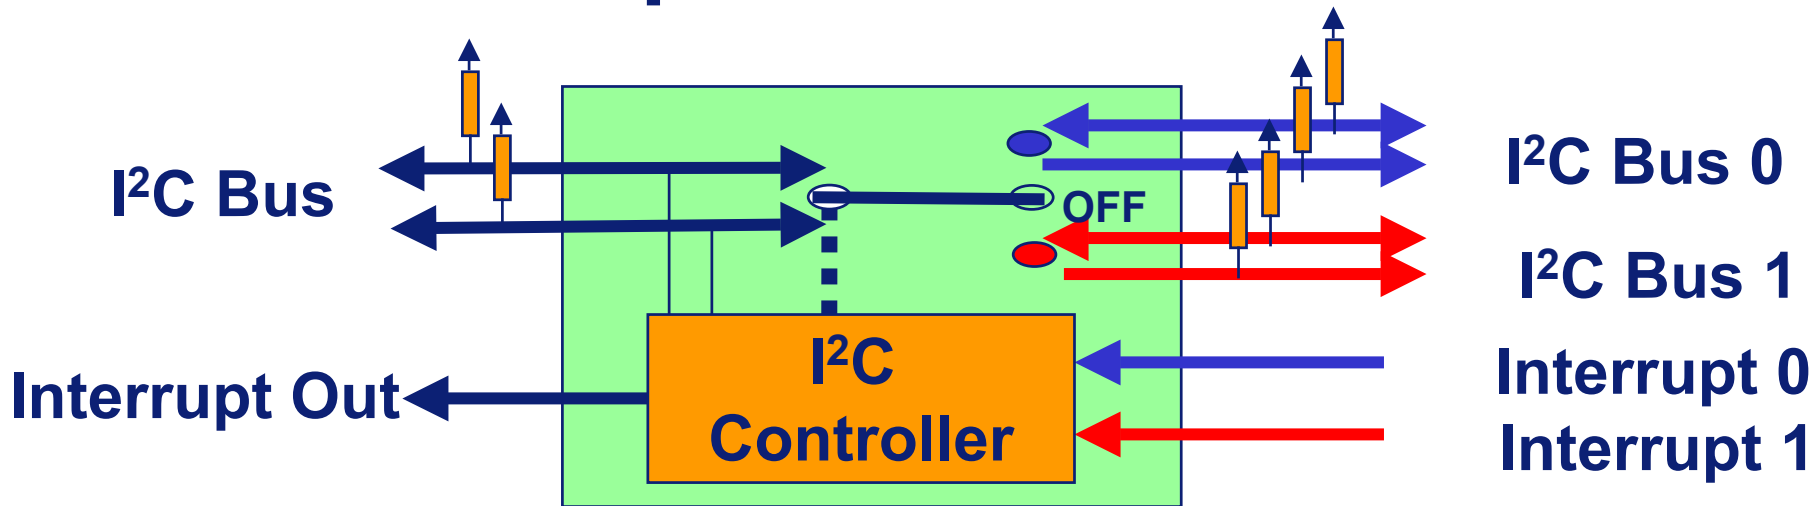 I²C Bus
Interrupt Out
OFF
I²C
Controller
I²C Bus 0
I²C Bus 1
Interrupt 0
Interrupt 1